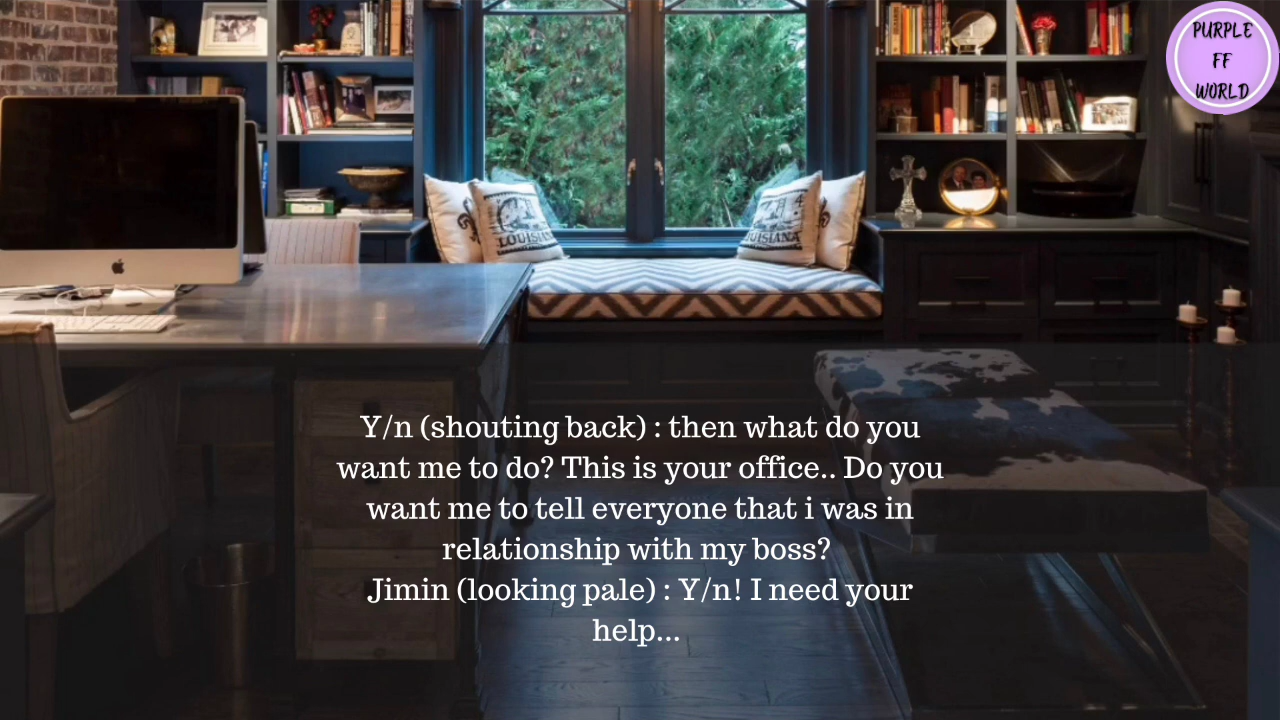 PURPLE
FF
WORLD
LOUISIANA
Y/n (shouting back) : then what do you
want me to do? This is your office.. Do you
want me to tell everyone that i was in
relationship with my boss?
Jimin (looking pale) : Y/n! I need your
help...